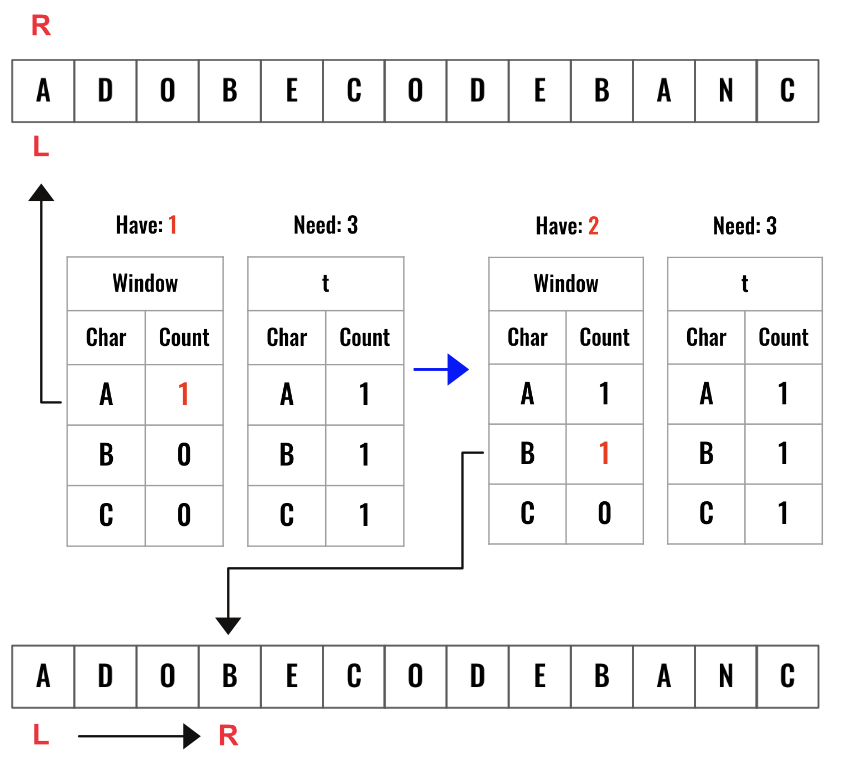 R
A D O B E C O D E B A N C
L
Have: 1 Need: 3 Have: 2 Need: 3
Window t Window t
Char Count Char Count Char Count Char Count
A 1 A 1 A 1 A 1
B 0 B 1 B 1 B 1
C 0 C 1 C 0 C 1
A D O B E C O D E B A N C
L R